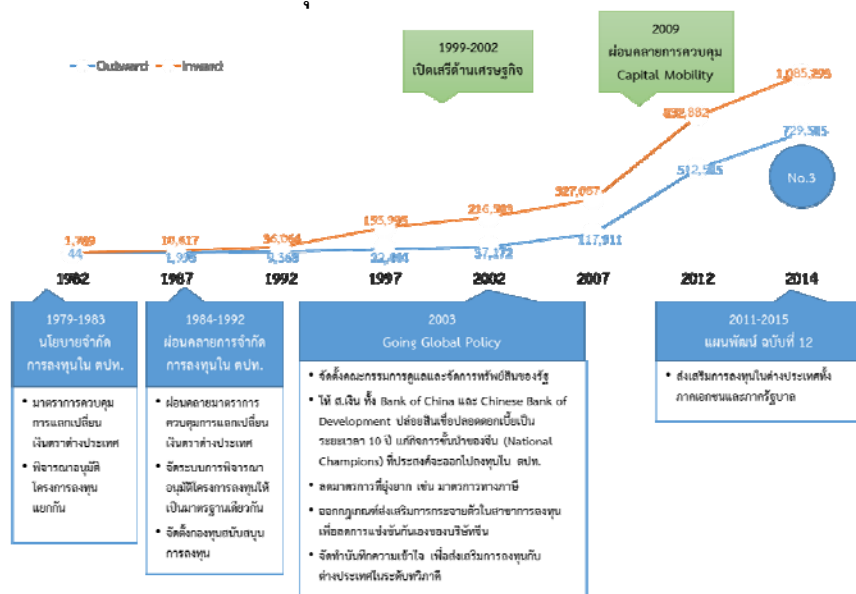 1999-2002
เปิดเสรีด้านเศรษฐกิจ
2009
ผ่อนคลายการควบคุม
Capital Mobility
Outward
Inward
1,085,293
832,882
729,585
512,585
No.3
327,087
216,503
36,064
10,617
1,769
117,911
37,172
44
1982
1987
1992
1997
2002
2007
2012
2014
1979-1983
นโยบายจำกัด
การลงทุนใน ตปท.
มาตราการควบคุม
การแลกเปลี่ยน
เงินตราต่างประเทศ
พิจารณาอนุมัติ
โครงการลงทุน
แยกกัน
1984-1992
ผ่อนคลายการจำกัด
การลงทุนใน ตปท.
ผ่อนคลายมาตราการ
ควบคุมการแลกเปลี่ยน
เงินตราต่างประเทศ
จัดระบบการพิจารณา
อนุมัติโครงการลงทุนให้
เป็นมาตรฐานเดียวกัน
จัดตั้งกองทุนสนับสนุน
การลงทุน
2003
Going Global Policy
จัดตั้งคณะกรรมการดูแลและจัดการทรัพย์สินของรัฐ
ให้ ส.เงิน ทั้ง Bank of China และ Chinese Bank of
Development ปล่อยสินเชื่อปลอดดอกเบี้ยเป็น
ระยะเวลา 10 ปี แก่กิจการชั้นนำของจีน (National
Champions) ที่ประสงค์จะออกไปลงทุนใน ตปท.
ลดมาตรการที่ยุ่งยาก เช่น มาตรการทางภาษี
ออกกฎเกณฑ์ส่งเสริมการกระจายตัวในสาขาการลงทุน
เพื่อลดการแข่งขันกันเองของบริษัทจีน
จัดทำบันทึกความเข้าใจ เพื่อส่งเสริมการลงทุนกับ
ต่างประเทศในระดับทวิภาคี
2011-2015
แผนพัฒน์ ฉบับที่ 12
ส่งเสริมการลงทุนในต่างประเทศทั้ง
ภาคเอกชนและภาครัฐบาล